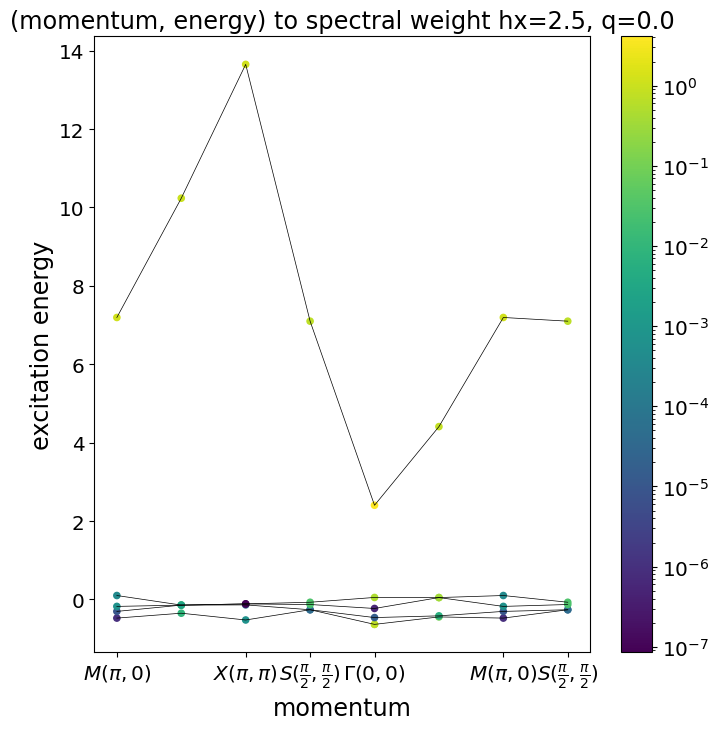 (momentum, energy) to spectral weight hx=2.5, q=0.0
14
12
10
8
6
4
2
0
excitation energy
M(π, 0)
X(π, π)
S(π/2, π/2)
Γ(0, 0)
M(π, 0)
S(π/2, π/2)
momentum
10⁰
10⁻¹
10⁻²
10⁻³
10⁻⁴
10⁻⁵
10⁻⁶
10⁻⁷